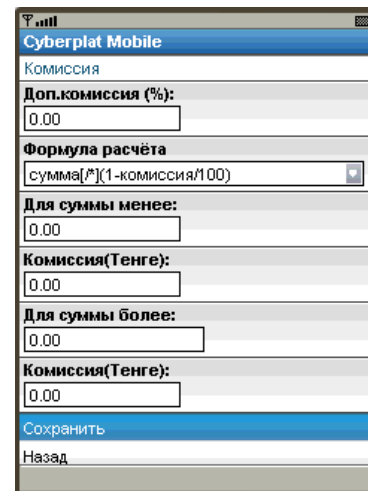 Cyberplat Mobile
Комиссия
Доп.комиссия (%):
0.00
Формула расчёта
сумма[/*](1-комиссия/100)
Для суммы менее:
0.00
Комиссия(Тенге):
0.00
Для суммы более:
0.00
Комиссия(Тенге):
0.00
Сохранить
Назад